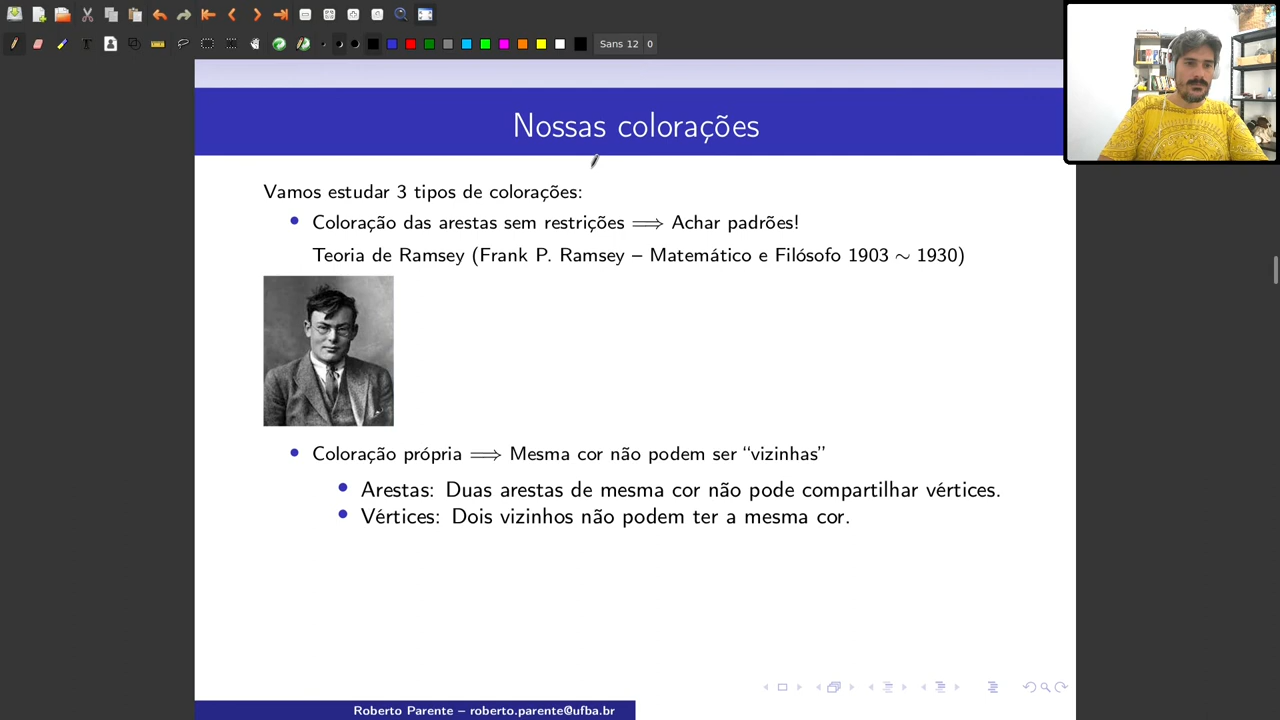 Sans 12 0
Nossas colorações
Vamos estudar 3 tipos de colorações:
Coloração das arestas sem restrições ⟹ Achar padrões!
Teoria de Ramsey (Frank P. Ramsey – Matemático e Filósofo 1903 ∼ 1930)
Coloração própria ⟹ Mesma cor não podem ser “vizinhas”
Arestas: Duas arestas de mesma cor não pode compartilhar vértices.
Vértices: Dois vizinhos não podem ter a mesma cor.
Roberto Parente – roberto.parente@ufba.br